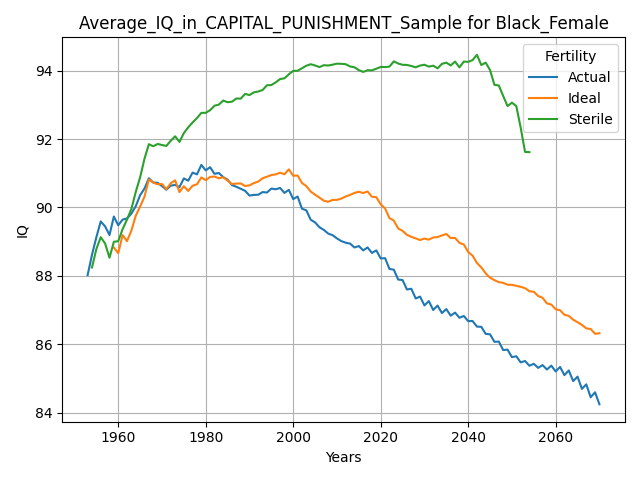 Average_IQ_in_CAPITAL_PUNISHMENT_Sample for Black_Female
Fertility
Actual
Ideal
Sterile
94
92
90
88
86
84
IQ
1960
1980
2000
2020
2040
2060
Years